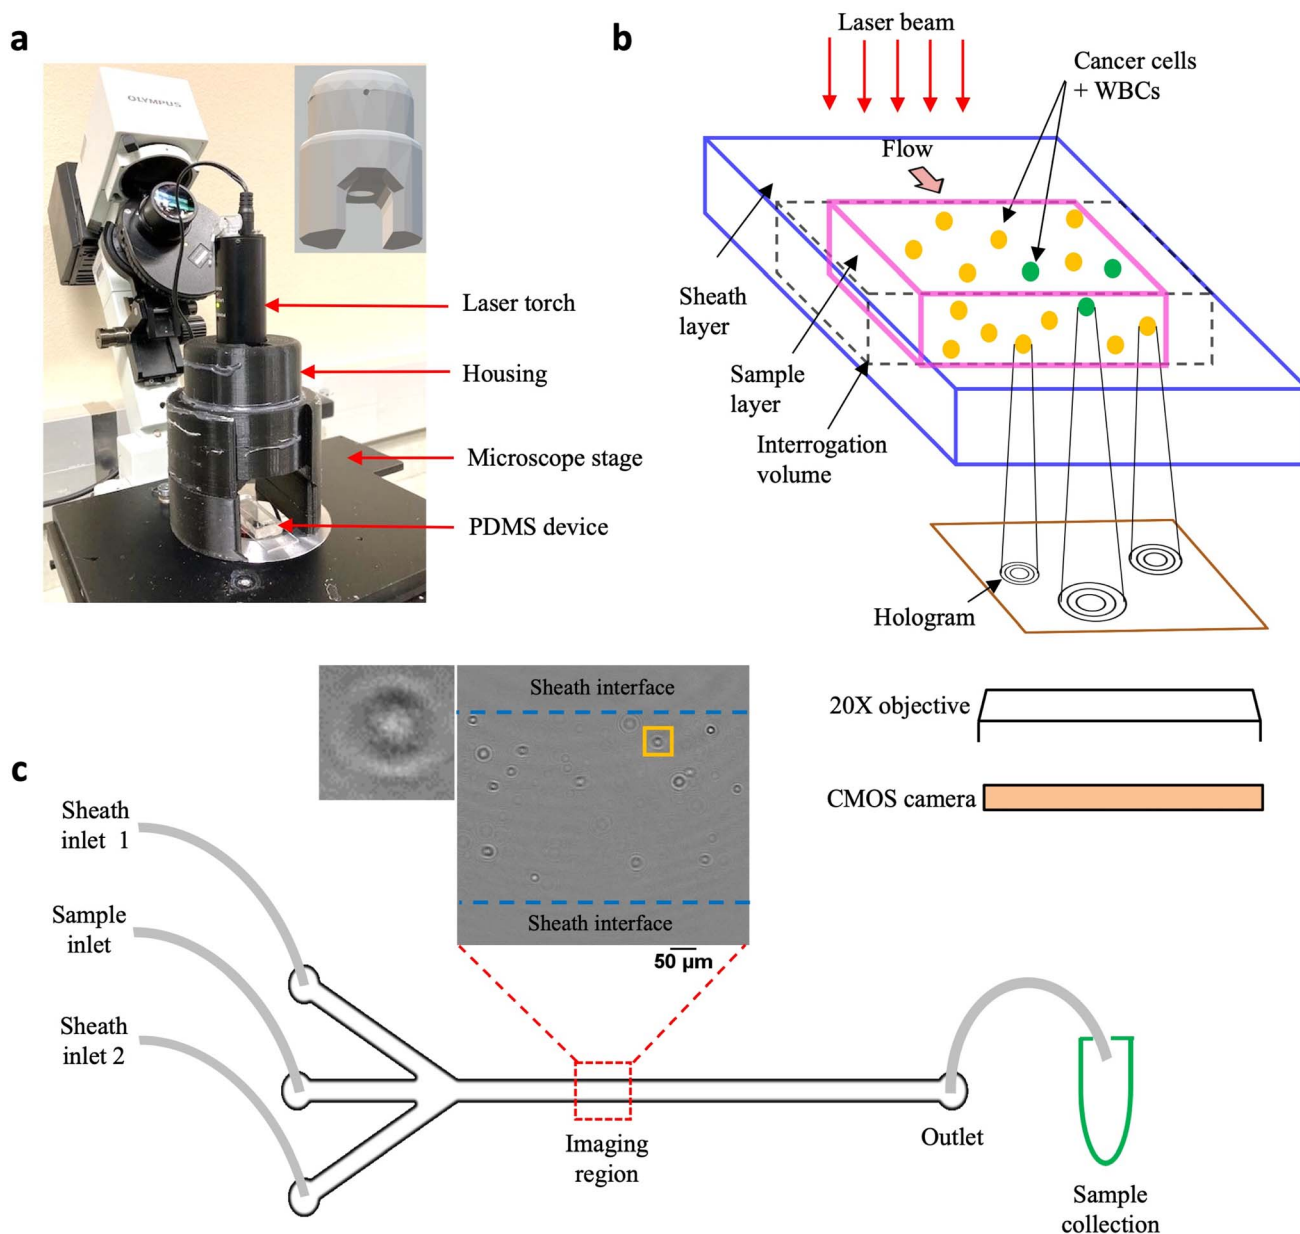 a
OLYMPUS
Laser torch
Housing
Microscope stage
PDMS device
b
Laser beam
Cancer cells
+ WBCs
Flow
Sheath
layer
Sample
layer
Interrogation
volume
Hologram
20X objective
CMOS camera
c
Sheath interface
Sheath interface
50 µm
Sheath
inlet 1
Sample
inlet
Sheath
inlet 2
Imaging
region
Outlet
Sample
collection